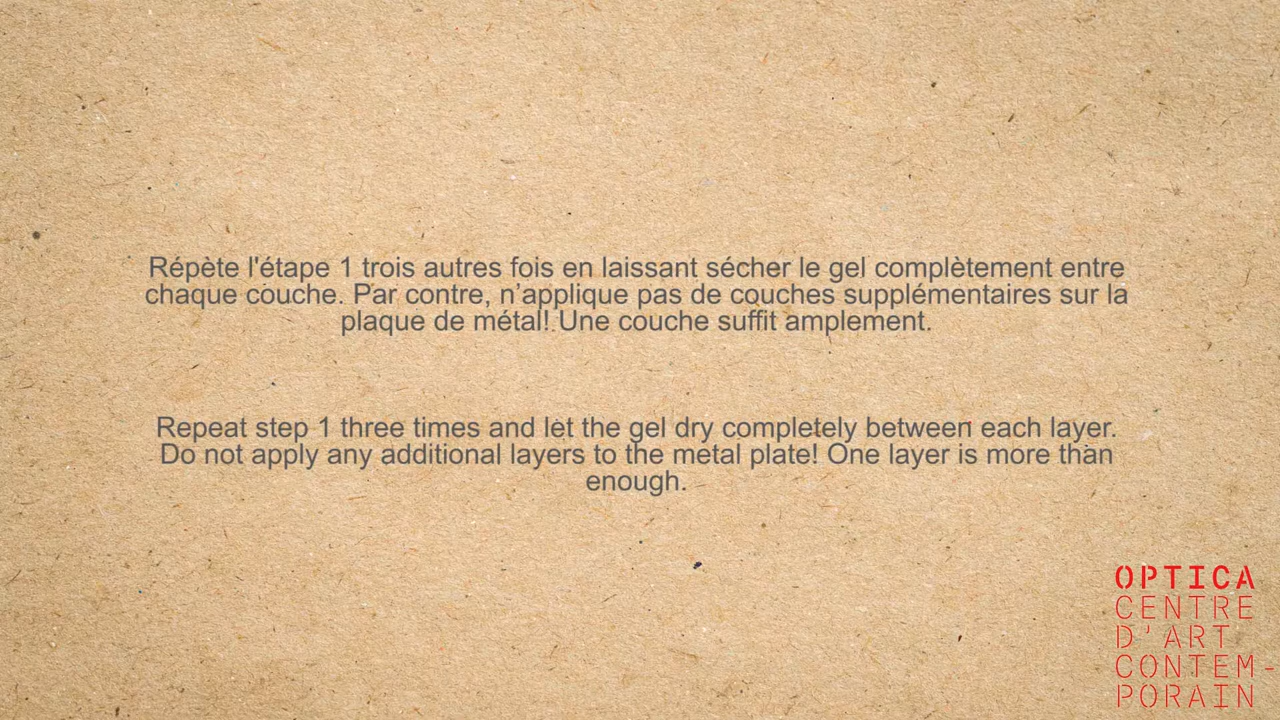 Répète l'étape 1 trois autres fois en laissant sécher le gel complètement entre
chaque couche. Par contre, n’applique pas de couches supplémentaires sur la
plaque de métal! Une couche suffit amplement.
Repeat step 1 three times and let the gel dry completely between each layer.
Do not apply any additional layers to the metal plate! One layer is more than
enough.
OPTICA
CENTRE
D'ART
CONTEM-
PORAIN